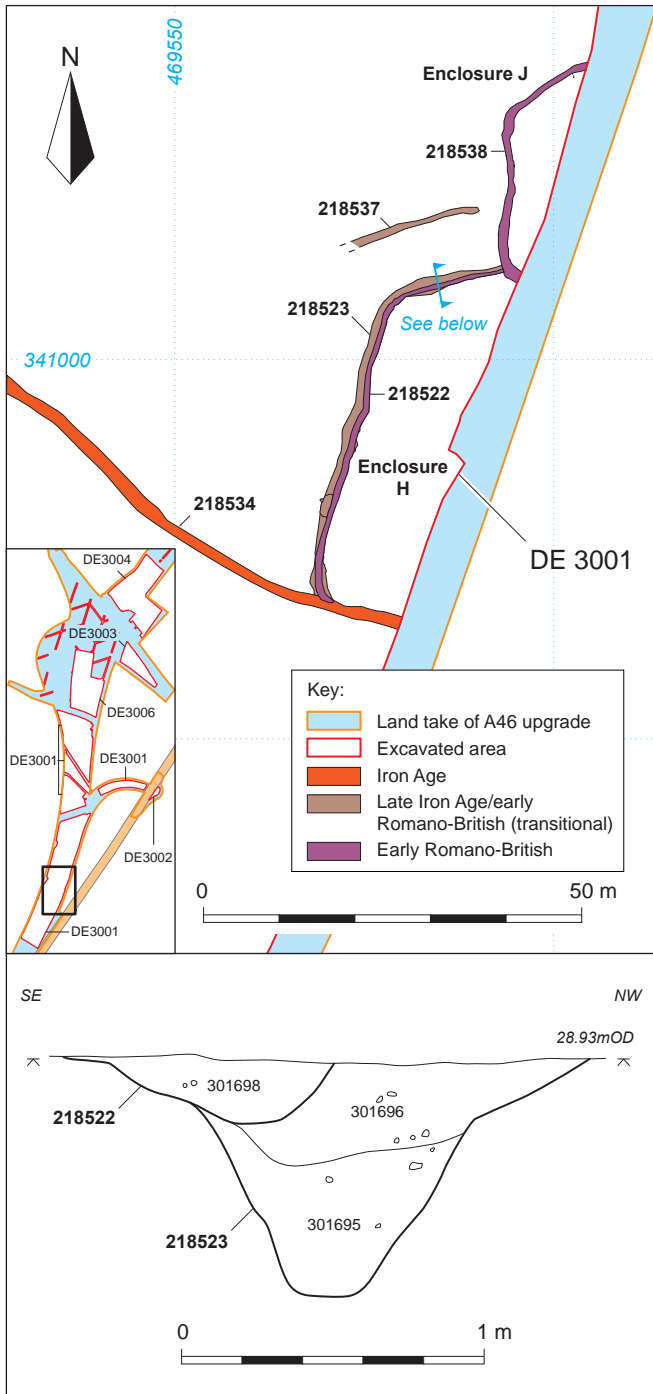 N
469550
Enclosure J
218538
218537
218523
See below
341000
218522
Enclosure
H
218534
DE 3001
DE3004
DE3003
DE3006
DE3001
DE3001
DE3002
DE3001
Key:
Land take of A46 upgrade
Excavated area
Iron Age
Late Iron Age/early
Romano-British (transitional)
Early Romano-British
0
50 m
SE
NW
28.93mOD
301698
218522
301696
218523
301695
0
1 m